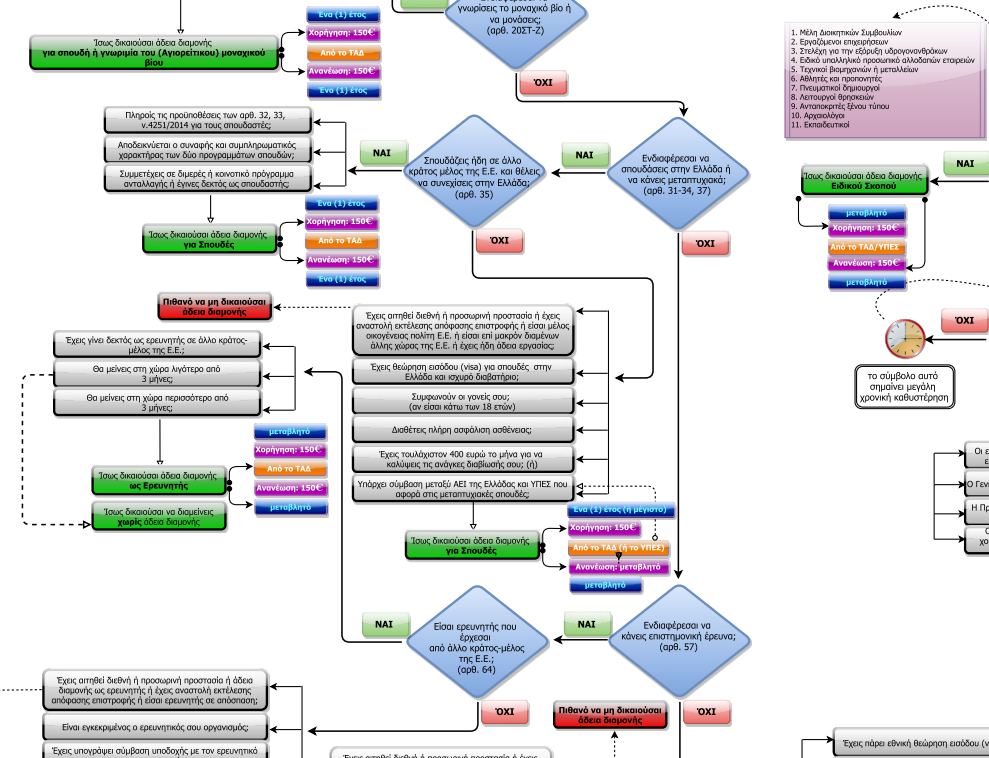 γνωρίσεις το μοναχικό βίο ή
να μονάσεις;
(αρθ. 20ΣΤ-Ζ)
Ένα (1) έτος
Χορήγηση: 150€
Από το ΤΑΔ
Ανανέωση: 150€
Ένα (1) έτος
Ίσως δικαιούσαι άδεια διαμονής
για σπουδή ή γνωριμία του (Αγιορείτικου) μοναχικού
βίου
ΌΧΙ
1. Μέλη Διοικητικών Συμβουλίων
2. Εργαζόμενοι επιχειρήσεων
3. Στελέχη για την εξόρυξη υδρογονανθράκων
4. Ειδικό υπαλληλικό προσωπικό αλλοδαπών εταιρειών
5. Τεχνικοί βιομηχανιών ή μεταλλείων
6. Αθλητές και προπονητές
7. Πνευματικοί δημιουργοί
8. Λειτουργοί θρησκειών
9. Ανταποκριτές ξένου τύπου
10. Αρχαιολόγοι
11. Εκπαιδευτικοί
Πληροίς τις προϋποθέσεις των αρθ. 32, 33,
ν.4251/2014 για τους σπουδαστές;
Αποδεικνύεται ο συναφής και συμπληρωματικός
χαρακτήρας των δύο προγραμμάτων σπουδών;
Συμμετέχεις σε διμερές ή κοινοτικό πρόγραμμα
ανταλλαγής ή έγινες δεκτός ως σπουδαστής;
ΝΑΙ
Σπουδάζεις ήδη σε άλλο
κράτος μέλος της Ε.Ε. και θέλεις
να συνεχίσεις στην Ελλάδα;
(αρθ. 35)
ΝΑΙ
Ενδιαφέρεσαι να
σπουδάσεις στην Ελλάδα ή
να κάνεις μεταπτυχιακά;
(αρθ. 31-34, 37)
ΝΑΙ
Ίσως δικαιούσαι άδεια διαμονής
Ειδικού Σκοπού
μεταβλητό
Χορήγηση: 150€
Από το ΤΑΔ/ΥΠΕΣ
Ανανέωση: 150€
μεταβλητό
Ίσως δικαιούσαι άδεια διαμονής
για Σπουδές
Ένα (1) έτος
Χορήγηση: 150€
Από το ΤΑΔ
Ανανέωση: 150€
Ένα (1) έτος
ΌΧΙ
ΌΧΙ
ΌΧΙ
το σύμβολο αυτό
σημαίνει μεγάλη
χρονική καθυστέρηση
Πιθανό να μη δικαιούσαι
άδεια διαμονής
Έχεις αιτηθεί διεθνή ή προσωρινή προστασία ή έχεις
αναστολή εκτέλεσης απόφασης επιστροφής ή είσαι μέλος
οικογένειας πολίτη Ε.Ε. ή είσαι επί μακρόν διαμένων
άλλης χώρας της Ε.Ε. ή έχεις ήδη άδεια εργασίας;
Έχεις θεώρηση εισόδου (visa) για σπουδές στην
Ελλάδα και ισχυρό διαβατήριο;
Συμφωνούν οι γονείς σου;
(αν είσαι κάτω των 18 ετών)
Διαθέτεις πλήρη ασφάλιση ασθένειας;
Έχεις τουλάχιστον 400 ευρώ το μήνα για να
καλύψεις τις ανάγκες διαβίωσής σου; (ή)
Υπάρχει σύμβαση μεταξύ ΑΕΙ της Ελλάδας και ΥΠΕΣ που
αφορά στις μεταπτυχιακές σπουδές;
Έχεις γίνει δεκτός ως ερευνητής σε άλλο κράτος-
μέλος της Ε.Ε.;
Θα μείνεις στη χώρα λιγότερο από
3 μήνες;
Θα μείνεις στη χώρα περισσότερο από
3 μήνες;
μεταβλητό
Χορήγηση: 150€
Από το ΤΑΔ
Ανανέωση: 150€
μεταβλητό
Ίσως δικαιούσαι άδεια διαμονής
ως Ερευνητής
Ίσως δικαιούσαι να διαμείνεις
χωρίς άδεια διαμονής
Ίσως δικαιούσαι άδεια διαμονής
για Σπουδές
Ένα (1) έτος (ή μέγιστο)
Χορήγηση: 150€
Από το ΤΑΔ (ή το ΥΠΕΣ)
Ανανέωση: μεταβλητό
μεταβλητό
Οι
Ο Γεν
Η Πρ
ΝΑΙ
Είσαι ερευνητής που
έρχεσαι
από άλλο κράτος-μέλος
της Ε.Ε.;
(αρθ. 64)
ΝΑΙ
Ενδιαφέρεσαι να
κάνεις επιστημονική έρευνα;
(αρθ. 57)
ΌΧΙ
Πιθανό να μη δικαιούσαι
άδεια διαμονής
ΌΧΙ
Έχεις αιτηθεί διεθνή ή προσωρινή προστασία ή άδεια
διαμονής ως ερευνητής ή έχεις αναστολή εκτέλεσης
απόφασης επιστροφής ή είσαι ερευνητής σε απόσπαση;
Είναι εγκεκριμένος ο ερευνητικός σου οργανισμός;
Έχεις υπογράψει σύμβαση υποδοχής με τον ερευνητικό
Έχεις πάρει εθνική θεώρηση εισόδου (v